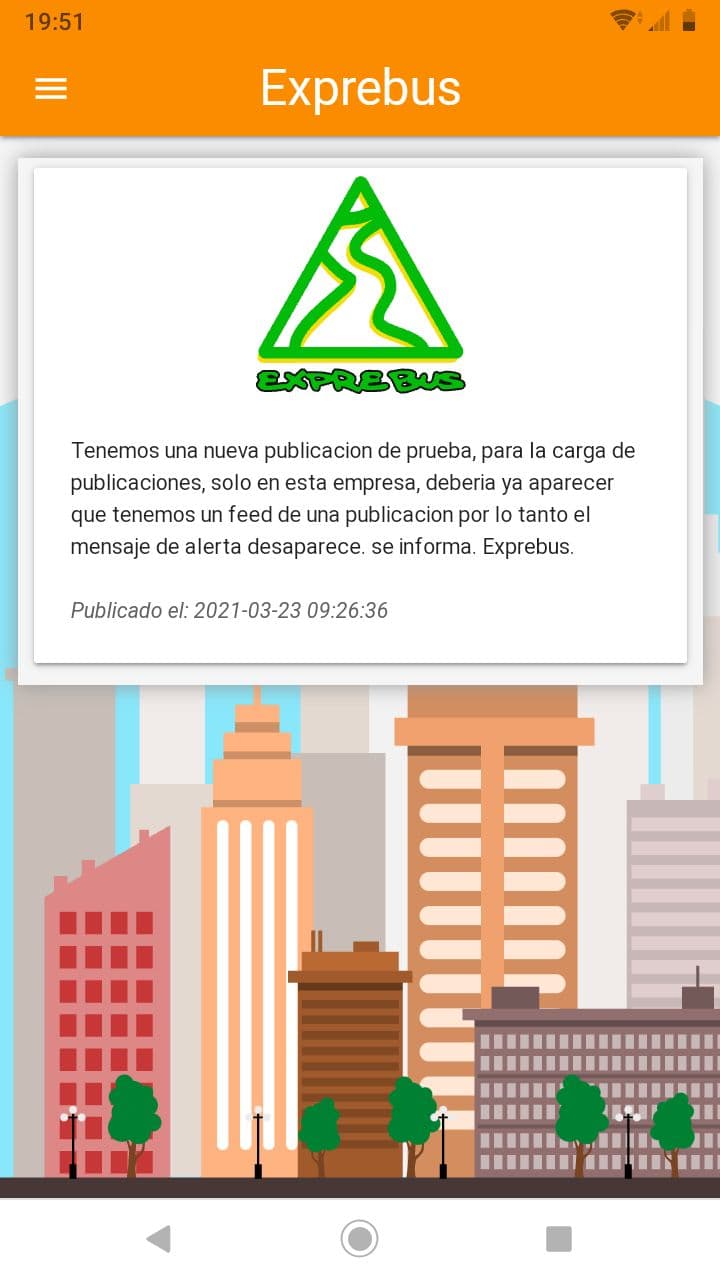 19:51
Exprebus
EXPREBUS
Tenemos una nueva publicacion de prueba, para la carga de
publicaciones, solo en esta empresa, deberia ya aparecer
que tenemos un feed de una publicacion por lo tanto el
mensaje de alerta desaparece. se informa. Exprebus.
Publicado el: 2021-03-23 09:26:36